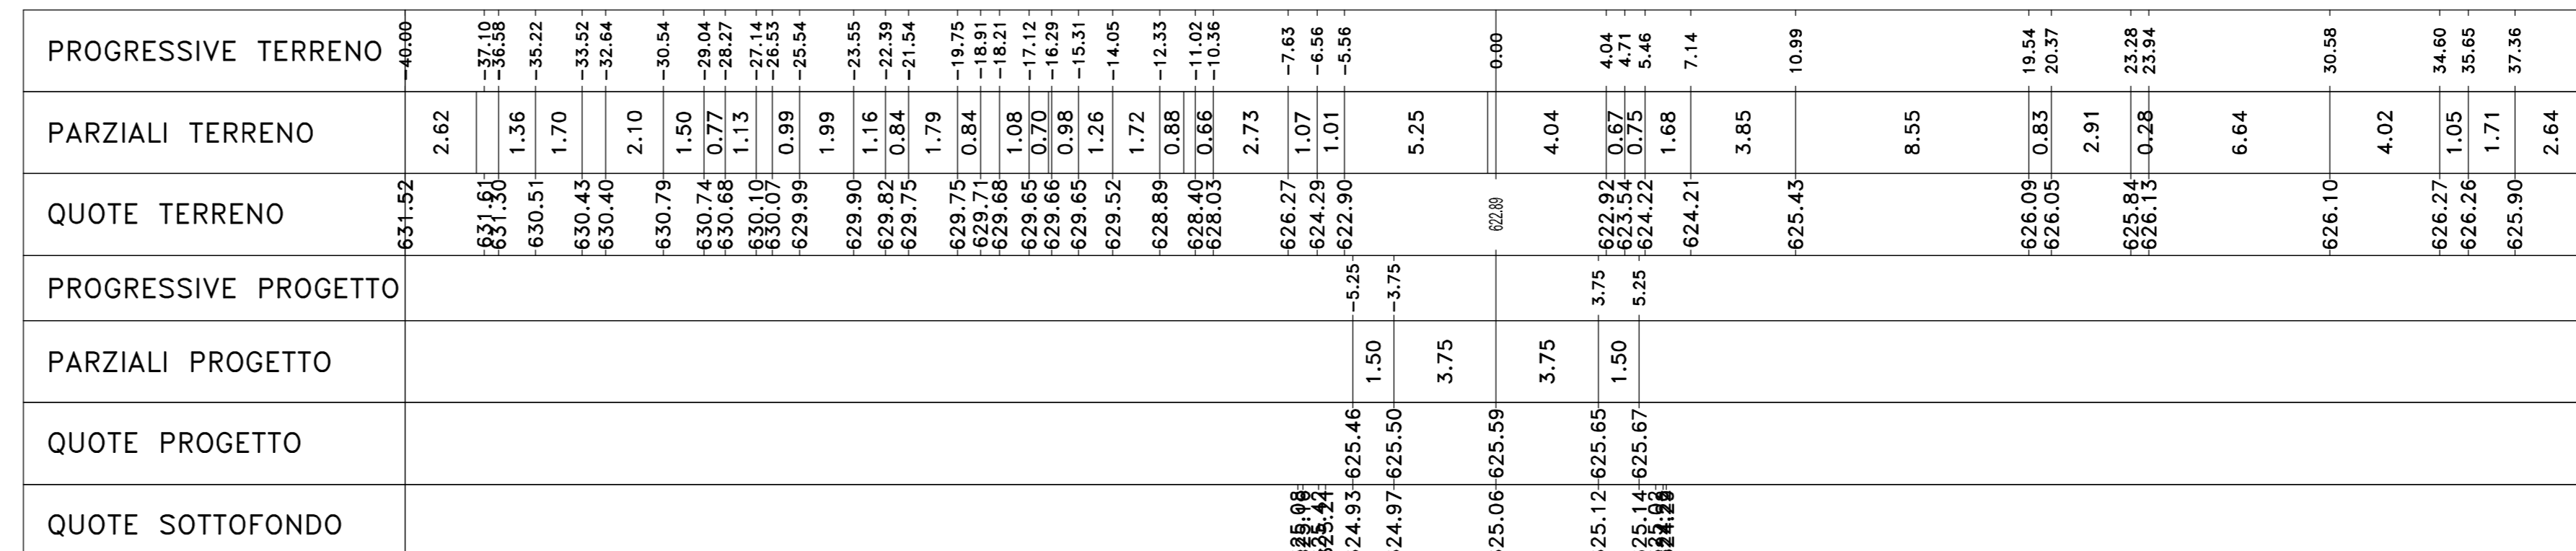 PROGRESSIVE TERRENO -40.00 -37.10 -36.58 -35.22 -33.52 -32.64 -30.54 -29.04 -28.27 -27.14 -26.53 -25.54 -23.55 -22.39 -21.54 -19.75 -18.91 -18.21 -17.12 -16.29 -15.31 -14.05 -12.33 -11.02 -10.36 -7.63 -6.56 -5.56 0.00 4.04 4.71 5.46 7.14 10.99 19.54 20.37 23.28 23.94 30.58 34.60 35.65 37.36
PARZIALI TERRENO 2.62 1.36 1.70 2.10 1.50 0.77 1.13 0.99 1.99 1.16 0.84 1.79 0.84 1.08 0.70 0.98 1.26 1.72 0.88 0.66 2.73 1.07 1.01 5.25 4.04 0.67 0.75 1.68 3.85 8.55 0.83 2.91 0.28 6.64 4.02 1.05 1.71 2.64
QUOTE TERRENO 631.52 631.61 631.30 630.51 630.43 630.40 630.79 630.74 630.68 630.10 630.07 629.99 629.90 629.82 629.75 629.75 629.71 629.68 629.65 629.66 629.65 629.52 628.89 628.40 628.03 626.27 624.29 622.90 622.89 622.92 623.54 624.22 624.21 625.43 626.09 626.05 625.84 626.13 626.10 626.27 626.26 625.90
PROGRESSIVE PROGETTO -5.25 -3.75 3.75 5.25
PARZIALI PROGETTO 1.50 3.75 3.75 1.50
QUOTE PROGETTO 625.46 625.50 625.59 625.65 625.67
QUOTE SOTTOFONDO 24.93 24.97 25.06 25.12 25.14